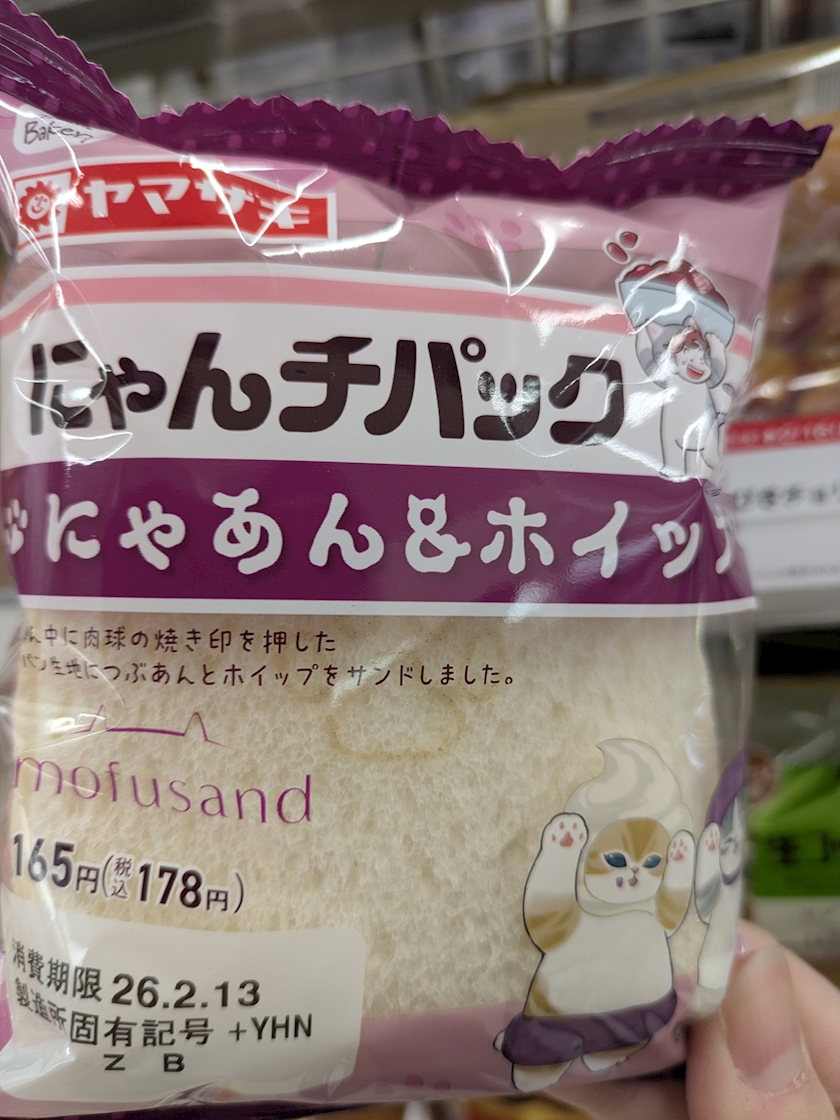 Baker
ヤマザキ
にゃんチパック
にゃあん&ホイップ
ん中に肉球の焼き印を押した
パン生地につぶあんとホイップをサンドしました。
mofusand
165円(税込178円)
消費期限 26.2.13
製造所固有記号 +YHN
Z B